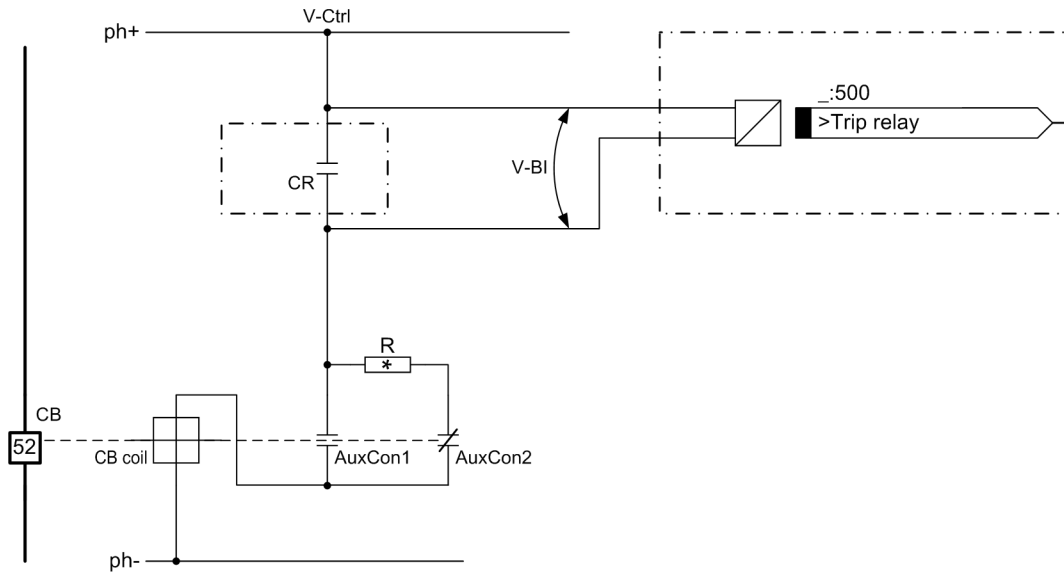 V-Ctrl
ph+
_:500
>Trip relay
V-BI
CR
R
*
CB
52
CB coil
AuxCon1
AuxCon2
ph-